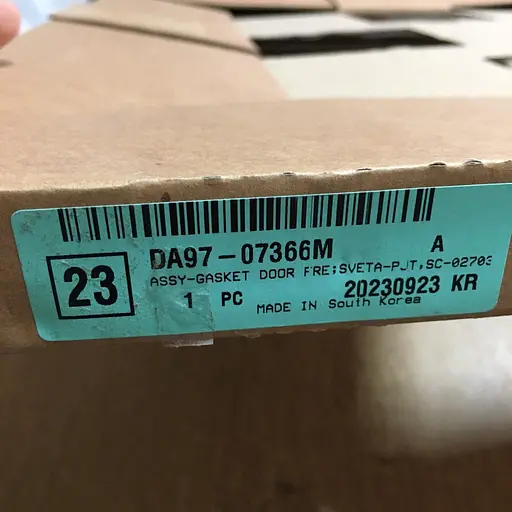 DA97-07366M A
23
ASSY-GASKET DOOR FRE;SVETA-PJT,SC-02703
1 PC 20230923 KR
MADE IN South Korea